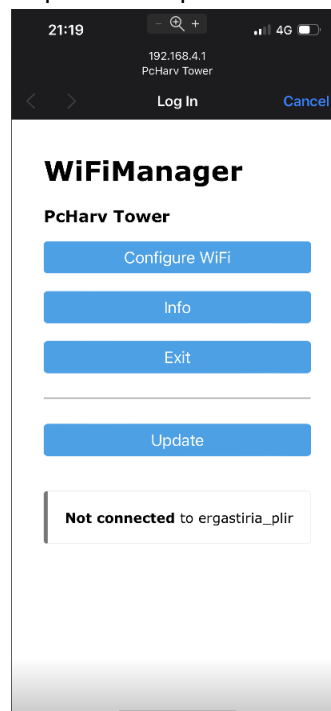 21:19
- +
4G
192.168.4.1
PcHarv Tower
Log In
Cancel
WiFiManager
PcHarv Tower
Configure WiFi
Info
Exit
Update
Not connected to ergastiria_plir